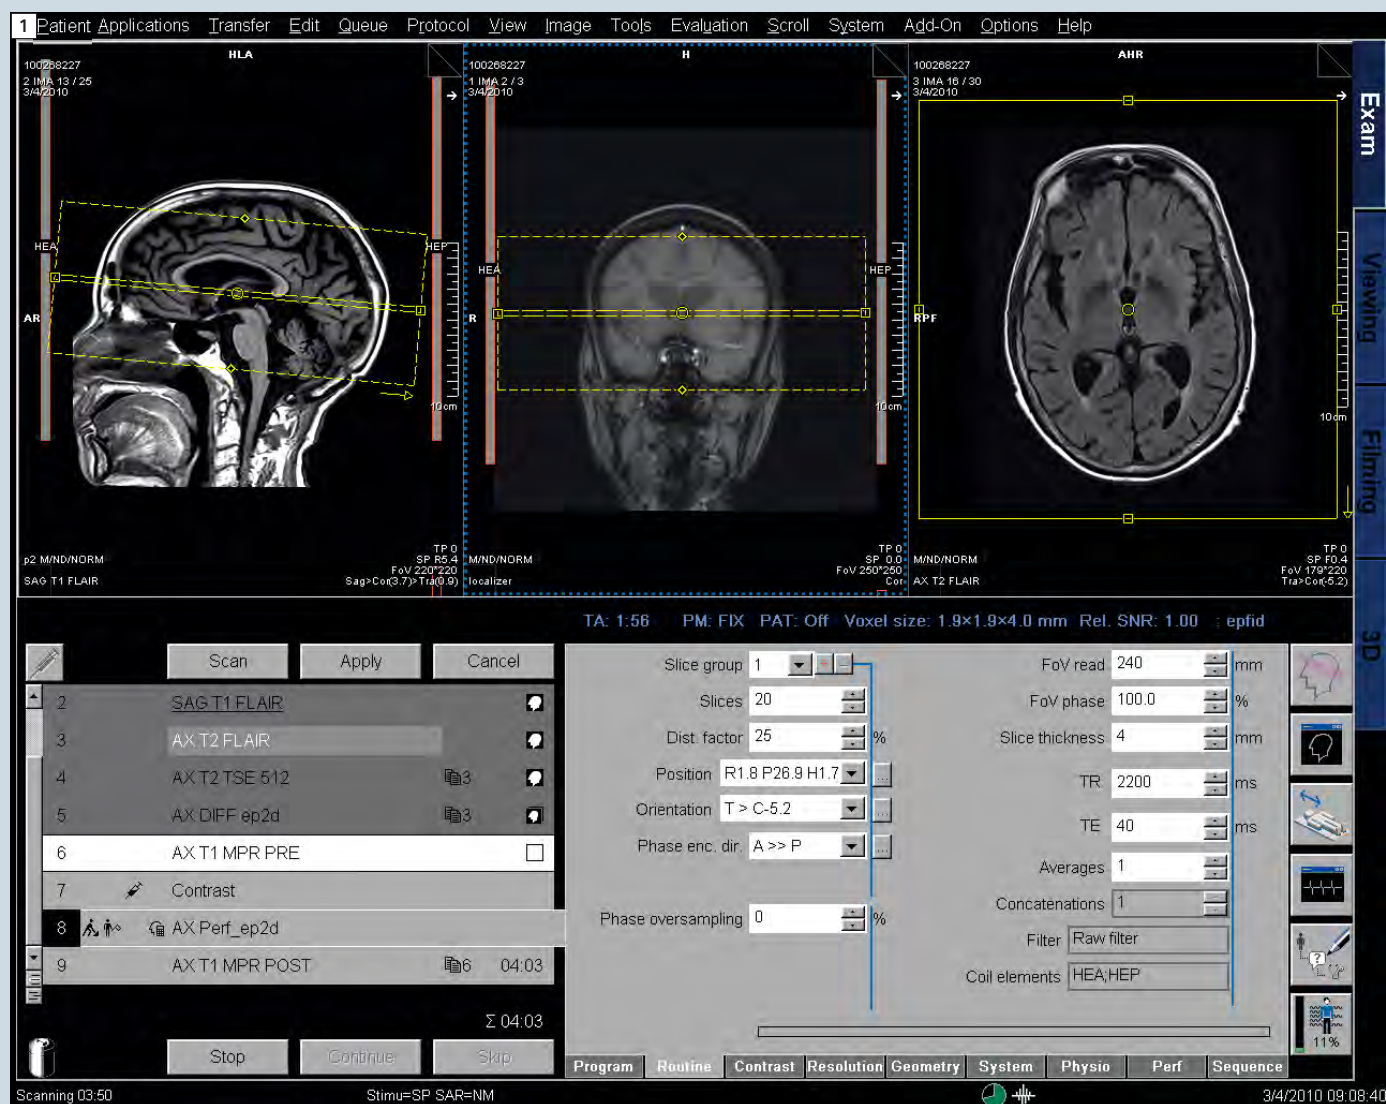 1 Patient Applications Transfer Edit Queue Protocol View Image Tools Evaluation Scroll System Add-On Options Help
HLA
100268227
2 IMA 13 / 25
3/4/2010
HEA
HEP
AR
10cm
p2 M/ND/NORM
SAG T1 FLAIR
TP 0
SP R5.4
FoV 220*220
Sag>Cor(3.7)>Tra(0.9)
H
100268227
1 IMA 2 / 3
3/4/2010
HEA
HEP
R
10cm
M/ND/NORM
localizer
TP 0
SP 0.0
FoV 250*250
Cor
AHR
100268227
3 IMA 16 / 30
3/4/2010
RPF
10cm
M/ND/NORM
AX T2 FLAIR
TP 0
SP F0.4
FoV 179*220
Tra>Cor(-5.2)
Exam
Viewing
Filming
3D
TA: 1:56 PM: FIX PAT: Off Voxel size: 1.9×1.9×4.0 mm Rel. SNR: 1.00 : epfid
Scan Apply Cancel
2 SAG T1 FLAIR
3 AX T2 FLAIR
4 AX T2 TSE 512 3
5 AX DIFF ep2d 3
6 AX T1 MPR PRE
7 Contrast
8 AX Perf_ep2d
9 AX T1 MPR POST 6 04:03
Σ 04:03
Stop Continue Skip
Slice group 1
Slices 20
Dist. factor 25 %
Position R1.8 P26.9 H1.7 ...
Orientation T > C-5.2 ...
Phase enc. dir. A >> P ...
Phase oversampling 0 %
FoV read 240 mm
FoV phase 100.0 %
Slice thickness 4 mm
TR 2200 ms
TE 40 ms
Averages 1
Concatenations 1
Filter Raw filter
Coil elements HEA;HEP
?
11%
Program Routine Contrast Resolution Geometry System Physio Perf Sequence
Scanning 03:50 Stimu=SP SAR=NM 3/4/2010 09:08:40